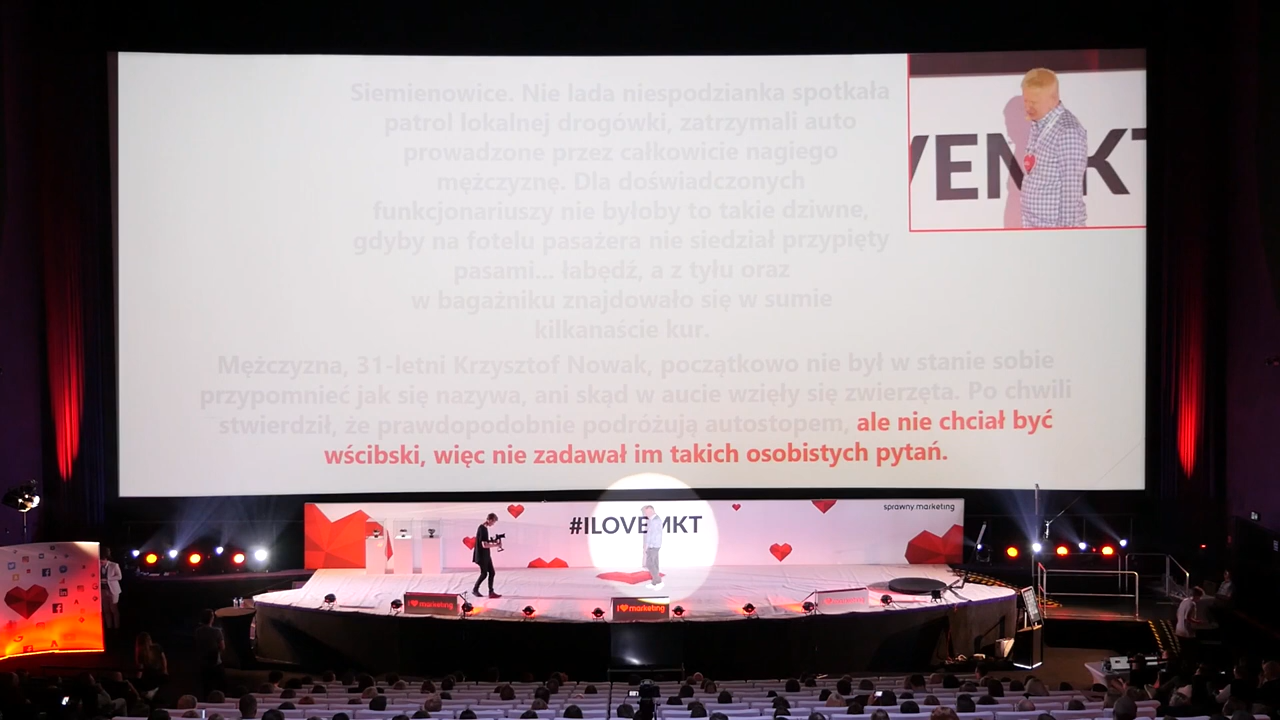 Siemienowice. Nie lada niespodzianka spotkała
patrol lokalnej drogówki, zatrzymali auto
prowadzone przez całkowicie nagiego
mężczyznę. Dla doświadczonych
funkcjonariuszy nie byłoby to takie dziwne,
gdyby na fotelu pasażera nie siedział przypięty
pasami... łabędź, a z tyłu oraz
w bagażniku znajdowało się w sumie
kilkanaście kur.
Mężczyzna, 31-letni Krzysztof Nowak, początkowo nie był w stanie sobie
przypomnieć jak się nazywa, ani skąd w aucie wzięły się zwierzęta. Po chwili
stwierdził, że prawdopodobnie podróżują autostopem, ale nie chciał być
wścibski, więc nie zadawał im takich osobistych pytań.
VEM KT
sprawny marketing
#ILOVEMKT
I marketing
I marketing